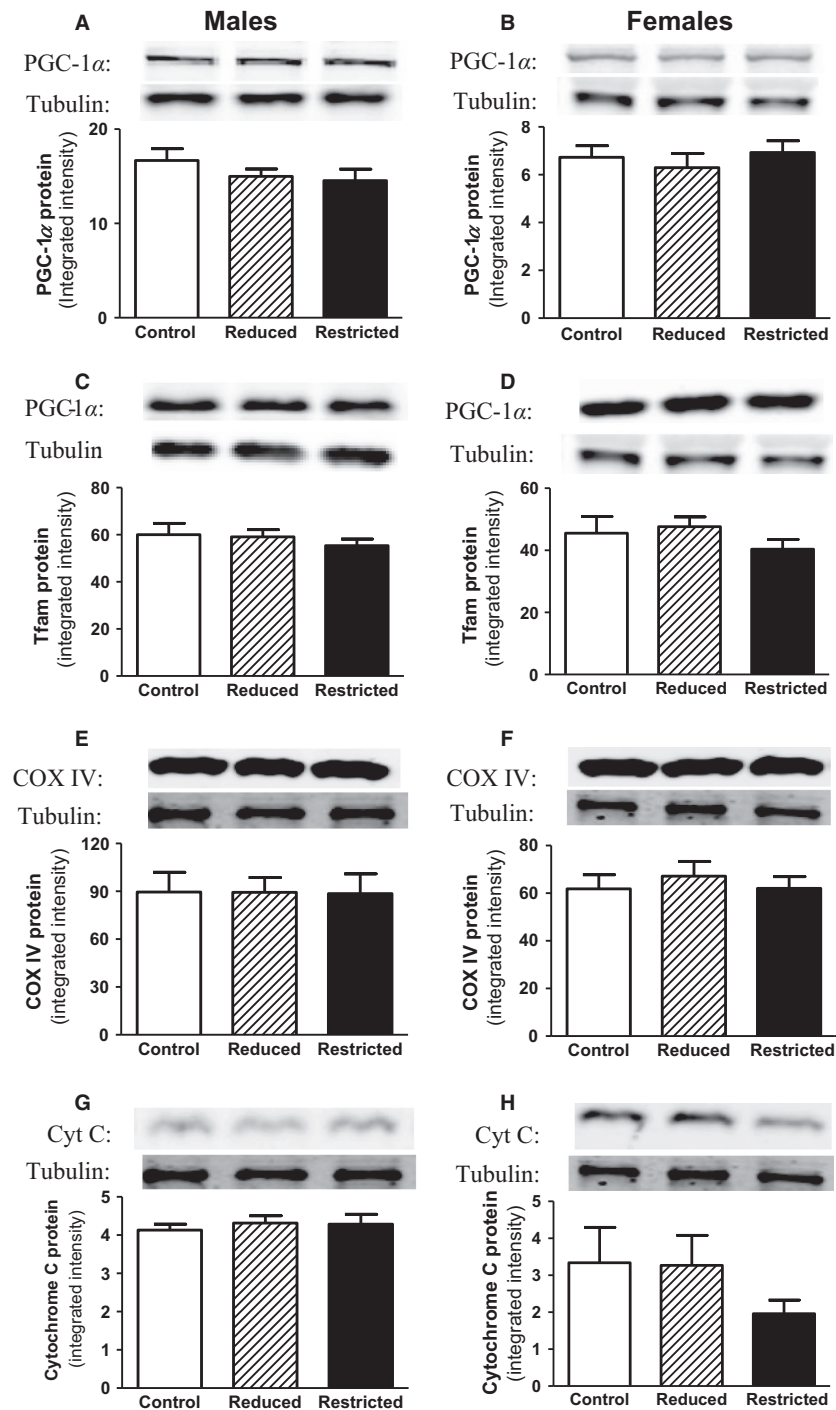 A Males
PGC-1α:
Tubulin:
PGC-1α protein
(Integrated intensity)
20
15
10
5
0
Control Reduced Restricted
B Females
PGC-1α:
Tubulin:
PGC-1α protein
(Integrated intensity)
8
6
4
2
0
Control Reduced Restricted
C
PGC-1α:
Tubulin
Tfam protein
(integrated intensity)
80
60
40
20
0
Control Reduced Restricted
D
PGC-1α:
Tubulin:
Tfam protein
(integrated intensity)
60
40
20
0
Control Reduced Restricted
E
COX IV:
Tubulin:
COX IV protein
(integrated intensity)
120
90
60
30
0
Control Reduced Restricted
F
COX IV:
Tubulin:
COX IV protein
(integrated intensity)
80
60
40
20
0
Control Reduced Restricted
G
Cyt C:
Tubulin:
Cytochrome C protein
(integrated intensity)
5
4
3
2
1
0
Control Reduced Restricted
H
Cyt C:
Tubulin:
Cytochrome C protein
(integrated intensity)
5
4
3
2
1
0
Control Reduced Restricted